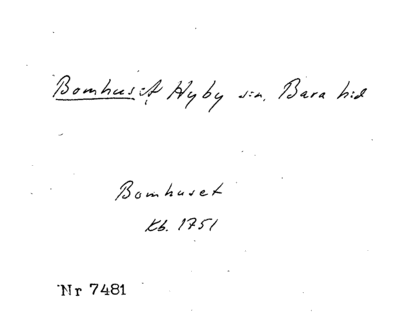 Bomhuset Hyby sn, Bara hd
Bomhuset
Kb. 1751
Nr 7481